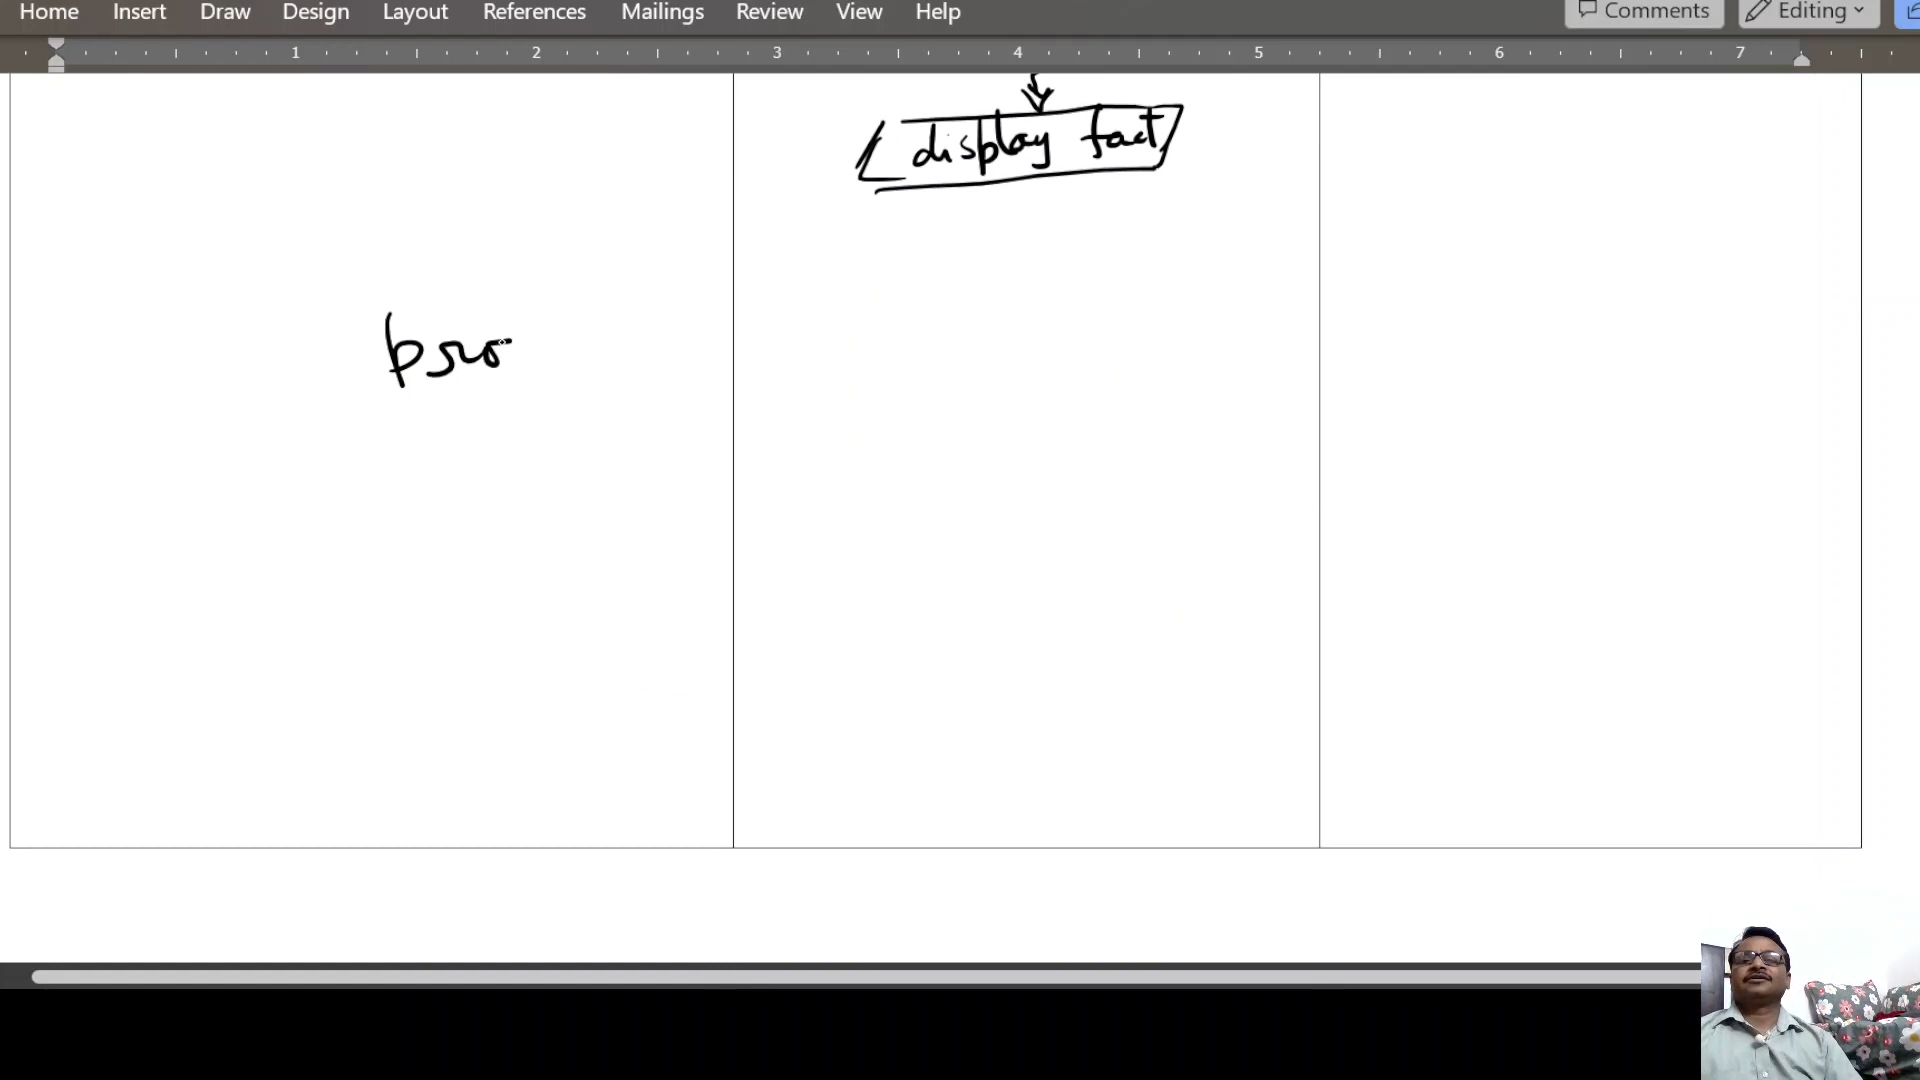 Home Insert Draw Design Layout References Mailings Review View Help Comments Editing
1 2 3 4 5 6 7
display fact